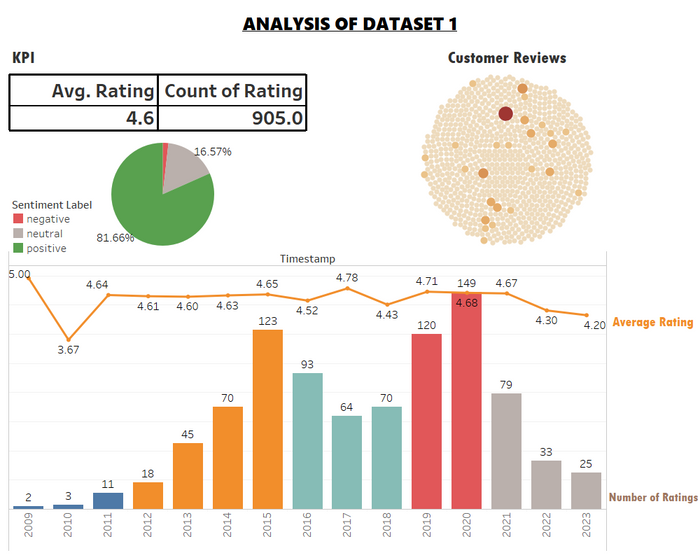 ANALYSIS OF DATASET 1
KPI
Customer Reviews
Avg. Rating Count of Rating
4.6 905.0
16.57%
Sentiment Label
negative
neutral
positive
81.66%
Timestamp
5.00 3.67 4.64 4.61 4.60 4.63 4.65 4.52 4.78 4.43 4.71 4.68 4.67 4.30 4.20
Average Rating
2 3 11 18 45 70 123 93 64 70 120 149 79 33 25
Number of Ratings
2009 2010 2011 2012 2013 2014 2015 2016 2017 2018 2019 2020 2021 2022 2023